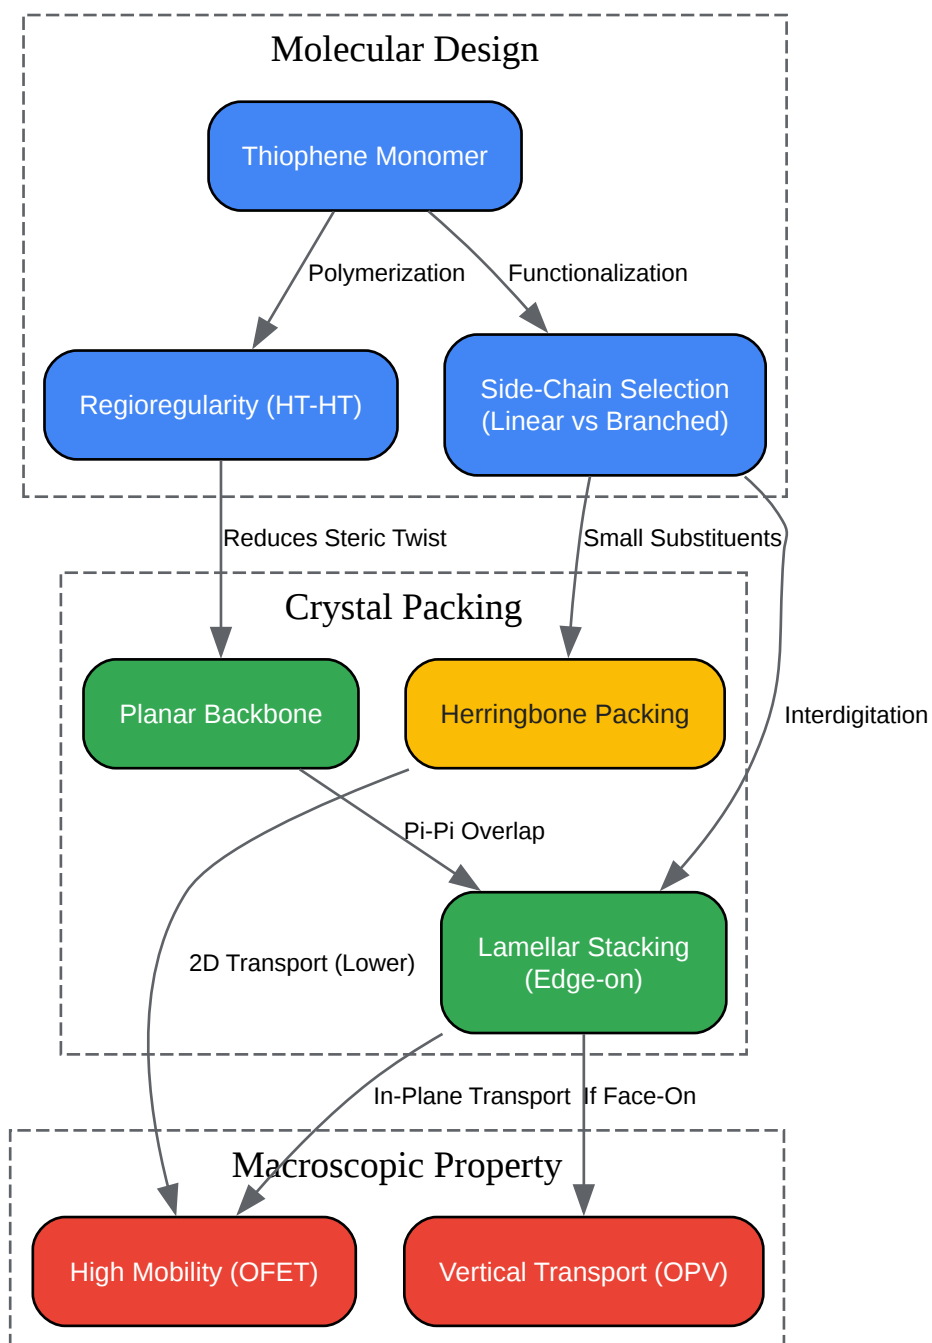 Molecular Design
Thiophene Monomer
Polymerization
Functionalization
Regioregularity (HT-HT)
Side-Chain Selection
(Linear vs Branched)
Reduces Steric Twist
Small Substituents
Crystal Packing
Planar Backbone
Herringbone Packing
Interdigitation
Pi-Pi Overlap
Lamellar Stacking
(Edge-on)
2D Transport (Lower)
In-Plane Transport
If Face-On
Macroscopic Property
High Mobility (OFET)
Vertical Transport (OPV)